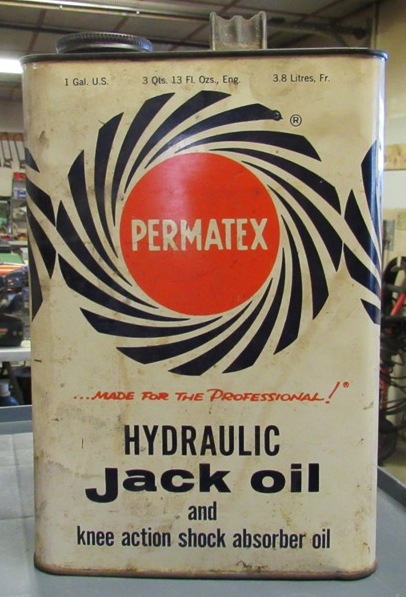 1 Gal. U.S. 3 Qts. 13 Fl. Ozs., Eng. 3.8 Litres, Fr.
®
PERMATEX
...MADE FOR THE PROFESSIONAL!®
HYDRAULIC
Jack oil
and
knee action shock absorber oil